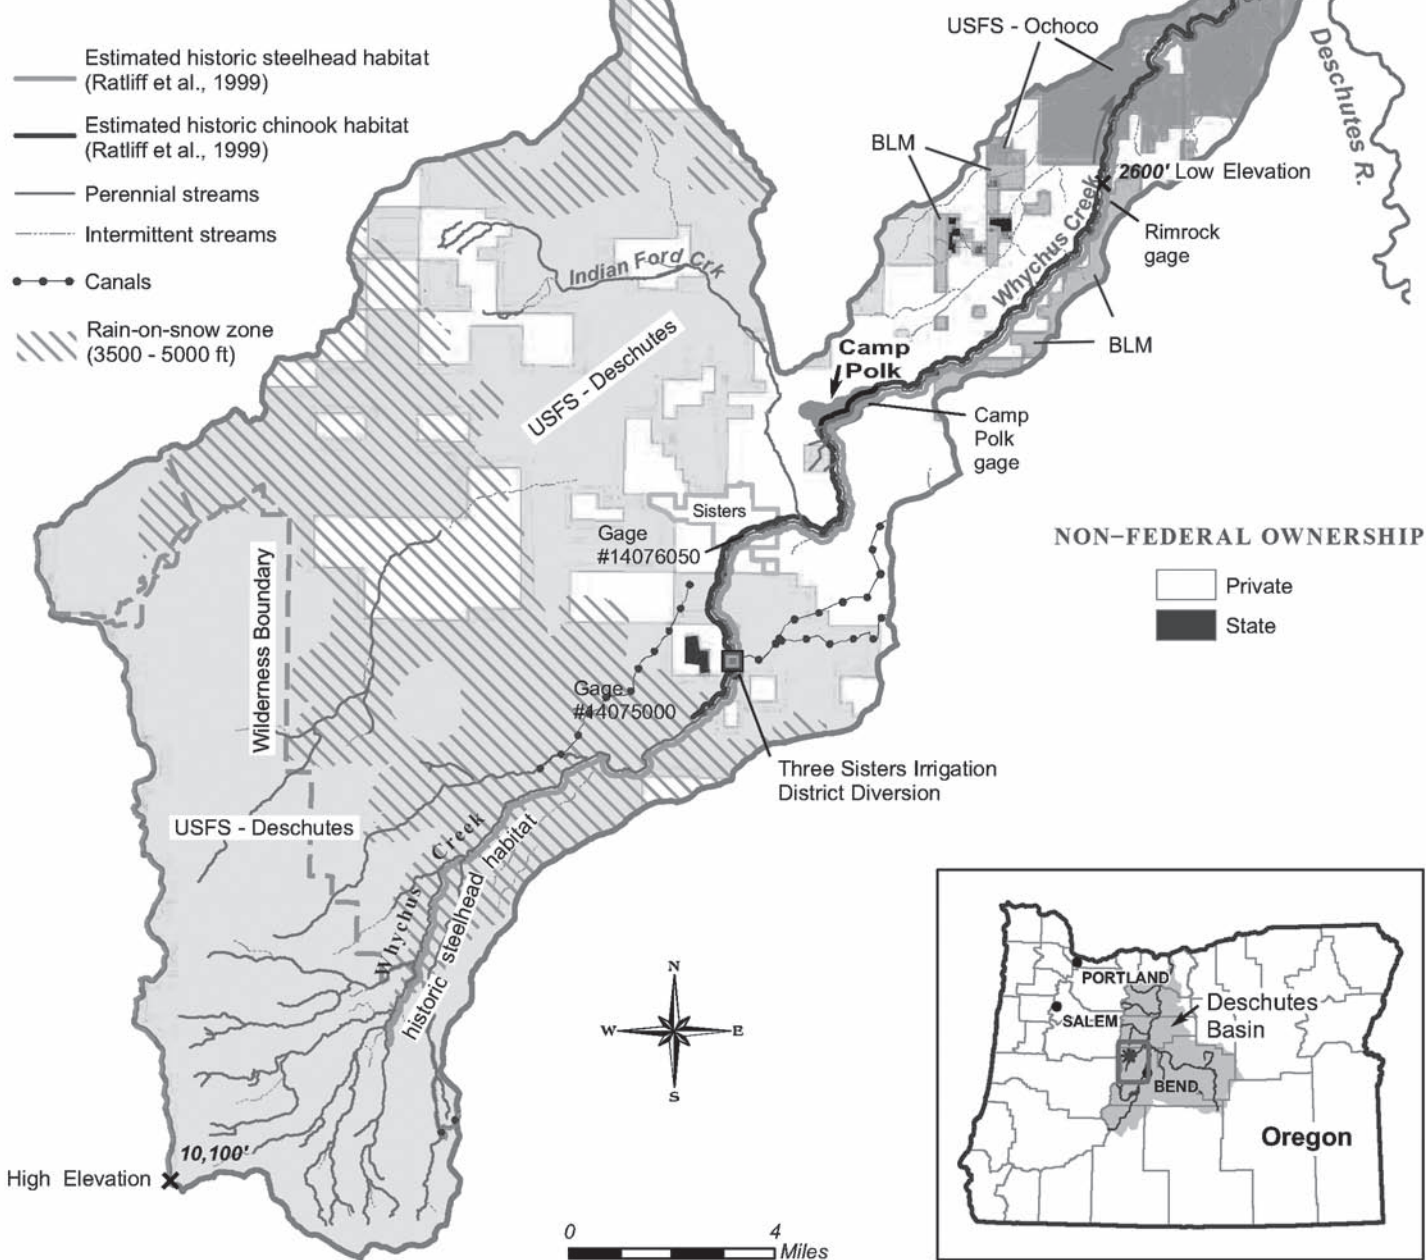 Estimated historic steelhead habitat
(Ratliff et al., 1999)
Estimated historic chinook habitat
(Ratliff et al., 1999)
Perennial streams
Intermittent streams
Canals
Rain-on-snow zone
(3500 - 5000 ft)
USFS - Ochoco
Deschutes R.
BLM
2600' Low Elevation
Rimrock
gage
Whychus Creek
BLM
Indian Ford Crk
USFS - Deschutes
Camp
Polk
Camp
Polk
gage
Sisters
Gage
#14076050
NON-FEDERAL OWNERSHIP
Private
State
Wilderness Boundary
Gage
#14075000
Three Sisters Irrigation
District Diversion
USFS - Deschutes
Whychus Creek
historic steelhead habitat
N
W E
S
10,100'
High Elevation
0 4
Miles
PORTLAND
SALEM
Deschutes
Basin
BEND
Oregon